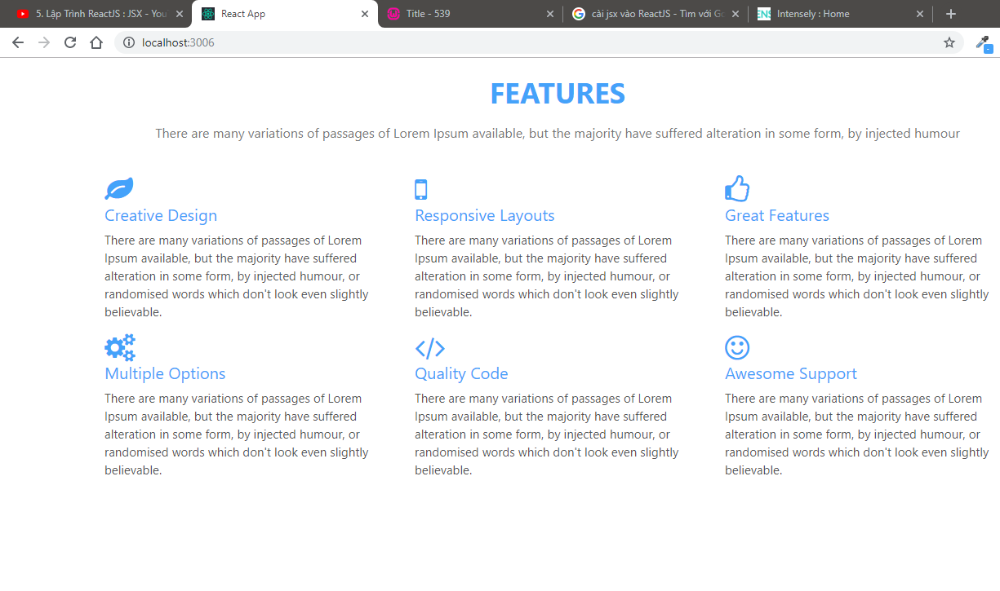 5. Lập Trình ReactJS : JSX - You
React App
Title - 539
cài jsx vào ReactJS - Tìm với Go
ENS
Intensely : Home
localhost:3006
FEATURES
There are many variations of passages of Lorem Ipsum available, but the majority have suffered alteration in some form, by injected humour
Creative Design
There are many variations of passages of Lorem
Ipsum available, but the majority have suffered
alteration in some form, by injected humour, or
randomised words which don't look even slightly
believable.
Responsive Layouts
There are many variations of passages of Lorem
Ipsum available, but the majority have suffered
alteration in some form, by injected humour, or
randomised words which don't look even slightly
believable.
Great Features
There are many variations of passages of Lorem
Ipsum available, but the majority have suffered
alteration in some form, by injected humour, or
randomised words which don't look even slightly
believable.
Multiple Options
There are many variations of passages of Lorem
Ipsum available, but the majority have suffered
alteration in some form, by injected humour, or
randomised words which don't look even slightly
believable.
Quality Code
There are many variations of passages of Lorem
Ipsum available, but the majority have suffered
alteration in some form, by injected humour, or
randomised words which don't look even slightly
believable.
Awesome Support
There are many variations of passages of Lorem
Ipsum available, but the majority have suffered
alteration in some form, by injected humour, or
randomised words which don't look even slightly
believable.